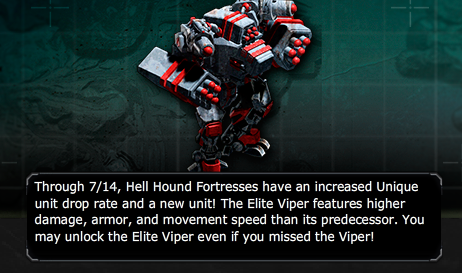 Through 7/14, Hell Hound Fortresses have an increased Unique
unit drop rate and a new unit! The Elite Viper features higher
damage, armor, and movement speed than its predecessor. You
may unlock the Elite Viper even if you missed the Viper!